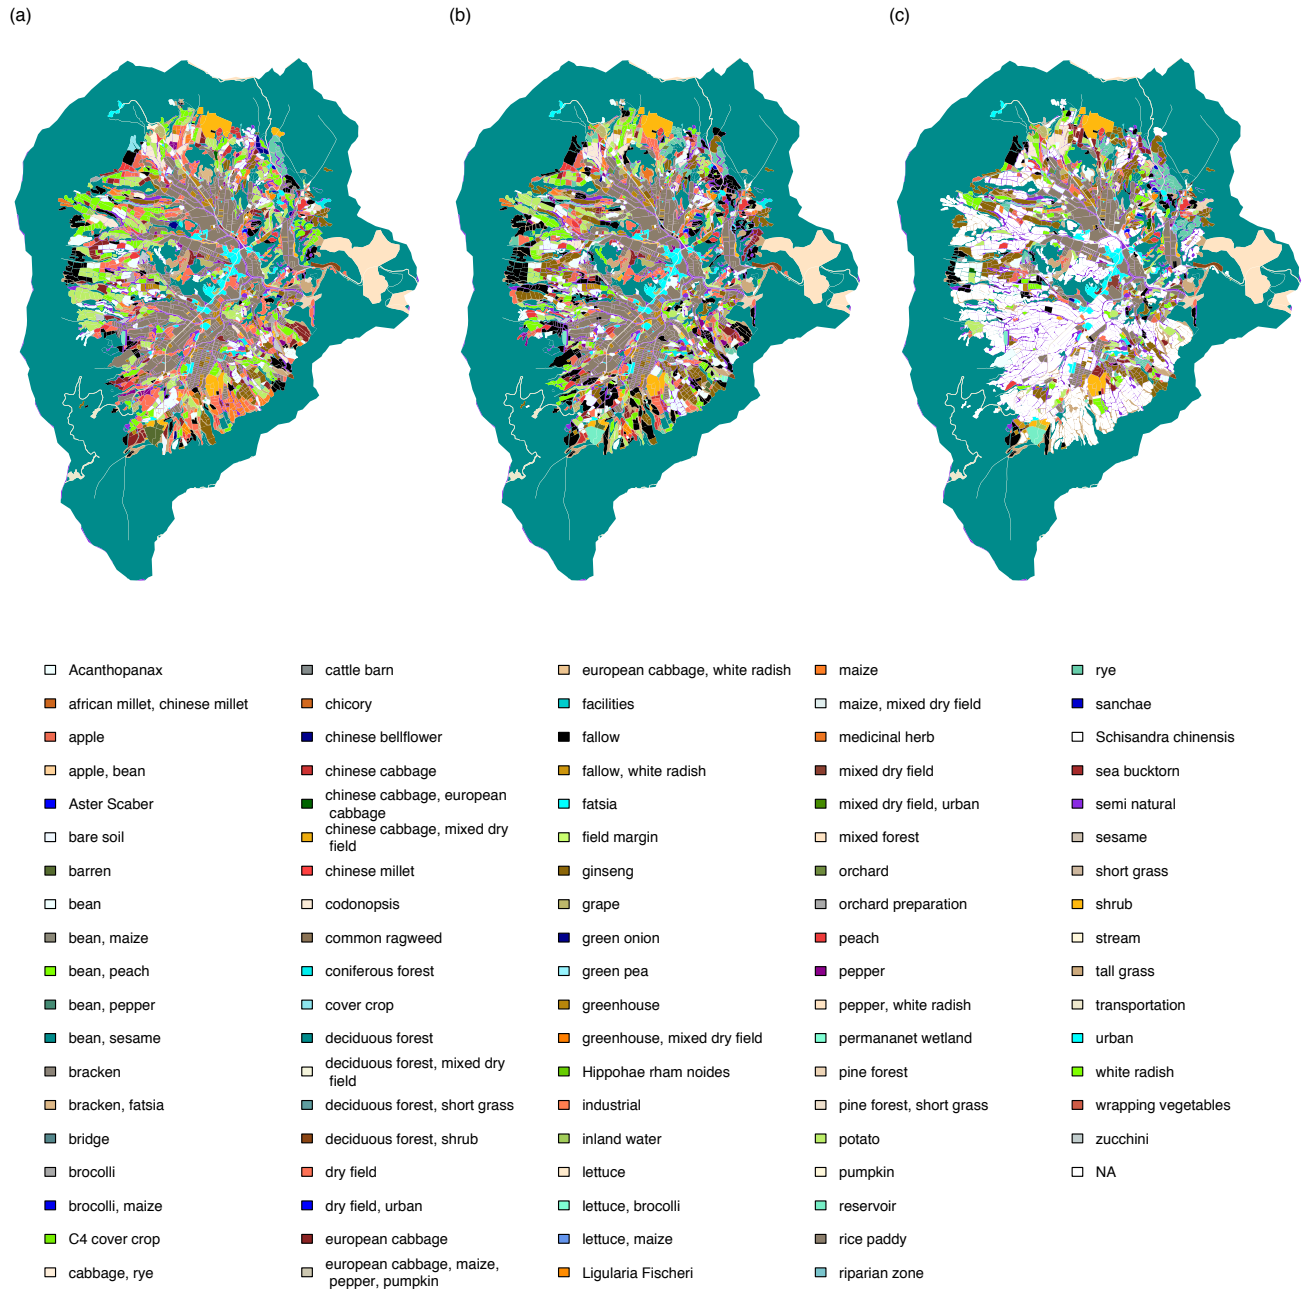 (a)
(b)
(c)
Acanthopanax
african millet, chinese millet
apple
apple, bean
Aster Scaber
bare soil
barren
bean
bean, maize
bean, peach
bean, pepper
bean, sesame
bracken
bracken, fatsia
bridge
brocolli
brocolli, maize
C4 cover crop
cabbage, rye
cattle barn
chicory
chinese bellflower
chinese cabbage
chinese cabbage, european
cabbage
chinese cabbage, mixed dry
field
chinese millet
codonopsis
common ragweed
coniferous forest
cover crop
deciduous forest
deciduous forest, mixed dry
field
deciduous forest, short grass
deciduous forest, shrub
dry field
dry field, urban
european cabbage
european cabbage, maize,
pepper, pumpkin
european cabbage, white radish
facilities
fallow
fallow, white radish
fatsia
field margin
ginseng
grape
green onion
green pea
greenhouse
greenhouse, mixed dry field
Hippohae rham noides
industrial
inland water
lettuce
lettuce, brocolli
lettuce, maize
Ligularia Fischeri
maize
maize, mixed dry field
medicinal herb
mixed dry field
mixed dry field, urban
mixed forest
orchard
orchard preparation
peach
pepper
pepper, white radish
permananet wetland
pine forest
pine forest, short grass
potato
pumpkin
reservoir
rice paddy
riparian zone
rye
sanchae
Schisandra chinensis
sea bucktorn
semi natural
sesame
short grass
shrub
stream
tall grass
transportation
urban
white radish
wrapping vegetables
zucchini
NA